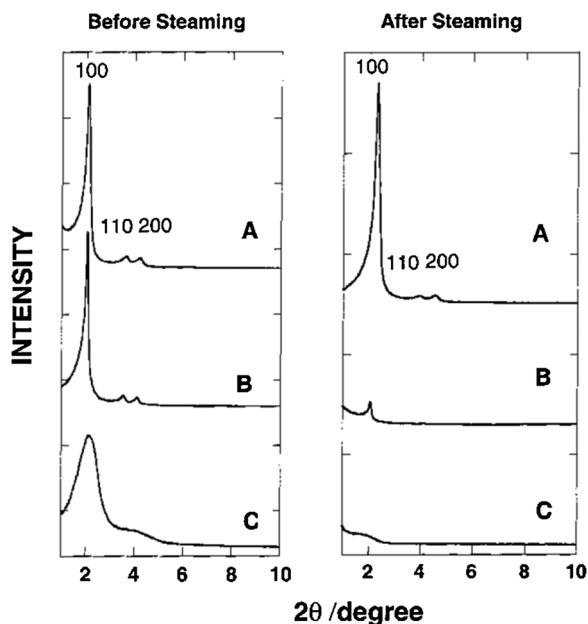 Before Steaming
After Steaming
100
100
110 200
A
110 200
A
INTENSITY
B
B
C
C
2 4 6 8 10
2 4 6 8 10
2θ /degree